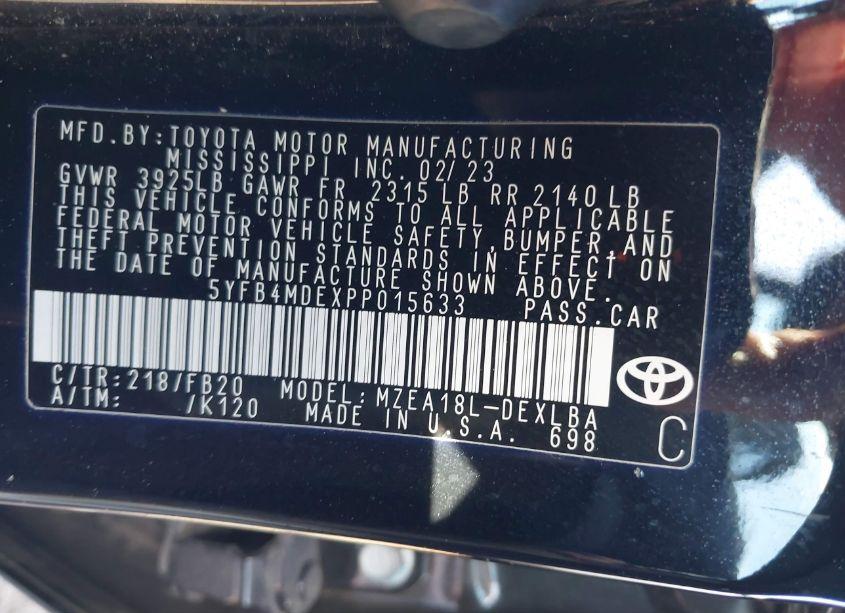 MFD.BY:TOYOTA MOTOR MANUFACTURING
MISSISSIPPI INC. 02/23
GVWR 3925LB GAWR FR 2315 LB RR 2140LB
THIS VEHICLE CONFORMS TO ALL APPLICABLE
FEDERAL MOTOR VEHICLE SAFETY,BUMPER,AND
THEFT PREVENTION STANDARDS IN EFFECT ON
THE DATE OF MANUFACTURE SHOWN ABOVE.
5YFB4MDEXPP015633 PASS.CAR
C/TR:218/FB20 MODEL:MZEA18L-DEXLBA
A/TM: /K120 MADE IN U.S.A. 698
C